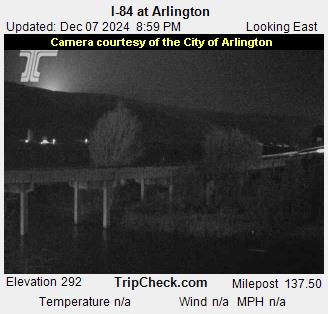 I-84 at Arlington
Updated: Dec 07 2024 8:59 PM Looking East
Camera courtesy of the City of Arlington
Elevation 292 TripCheck.com Milepost 137.50
Temperature n/a Wind n/a MPH n/a